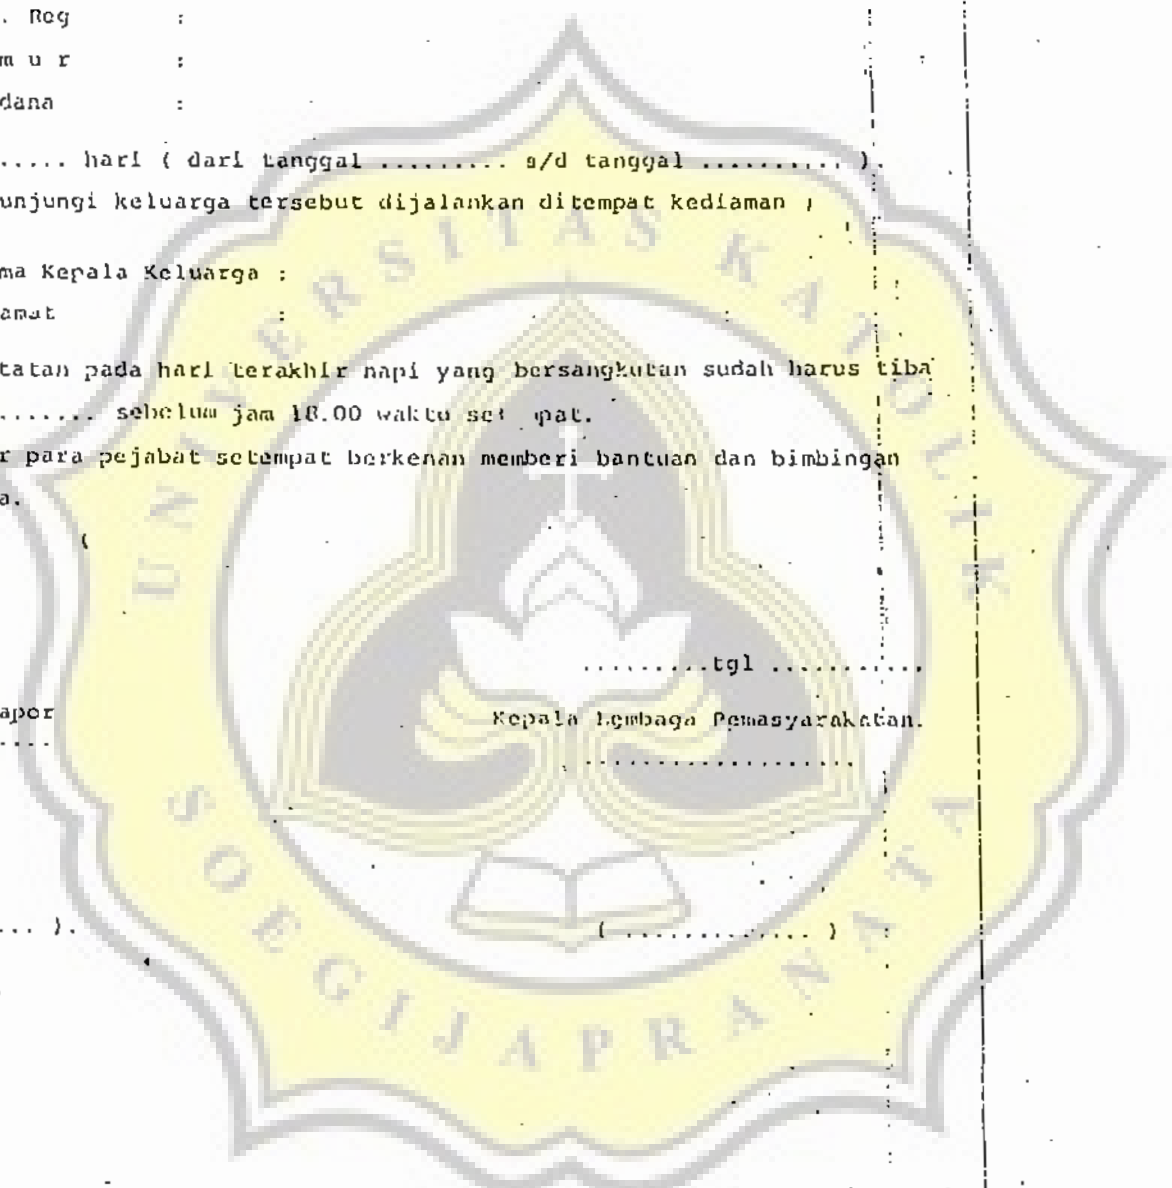 . Reg :
m u r :
dana :
..... hari ( dari tanggal ......... s/d tanggal .......... ).
unjungi keluarga tersebut dijalankan ditempat kediaman ;
ma Kepala Keluarga :
amat :
tatan pada hari terakhir napi yang bersangkutan sudah harus tiba
....... sebelum jam 18.00 waktu set pat.
r para pejabat setempat berkenan memberi bantuan dan bimbingan
a.
(
.........tgl ...........
apor Kepala Lembaga Pemasyarakatan.
.... ...................
... ). ( ............. )
UNIVERSITAS KATOLIK
SOEGIJAPRANATA